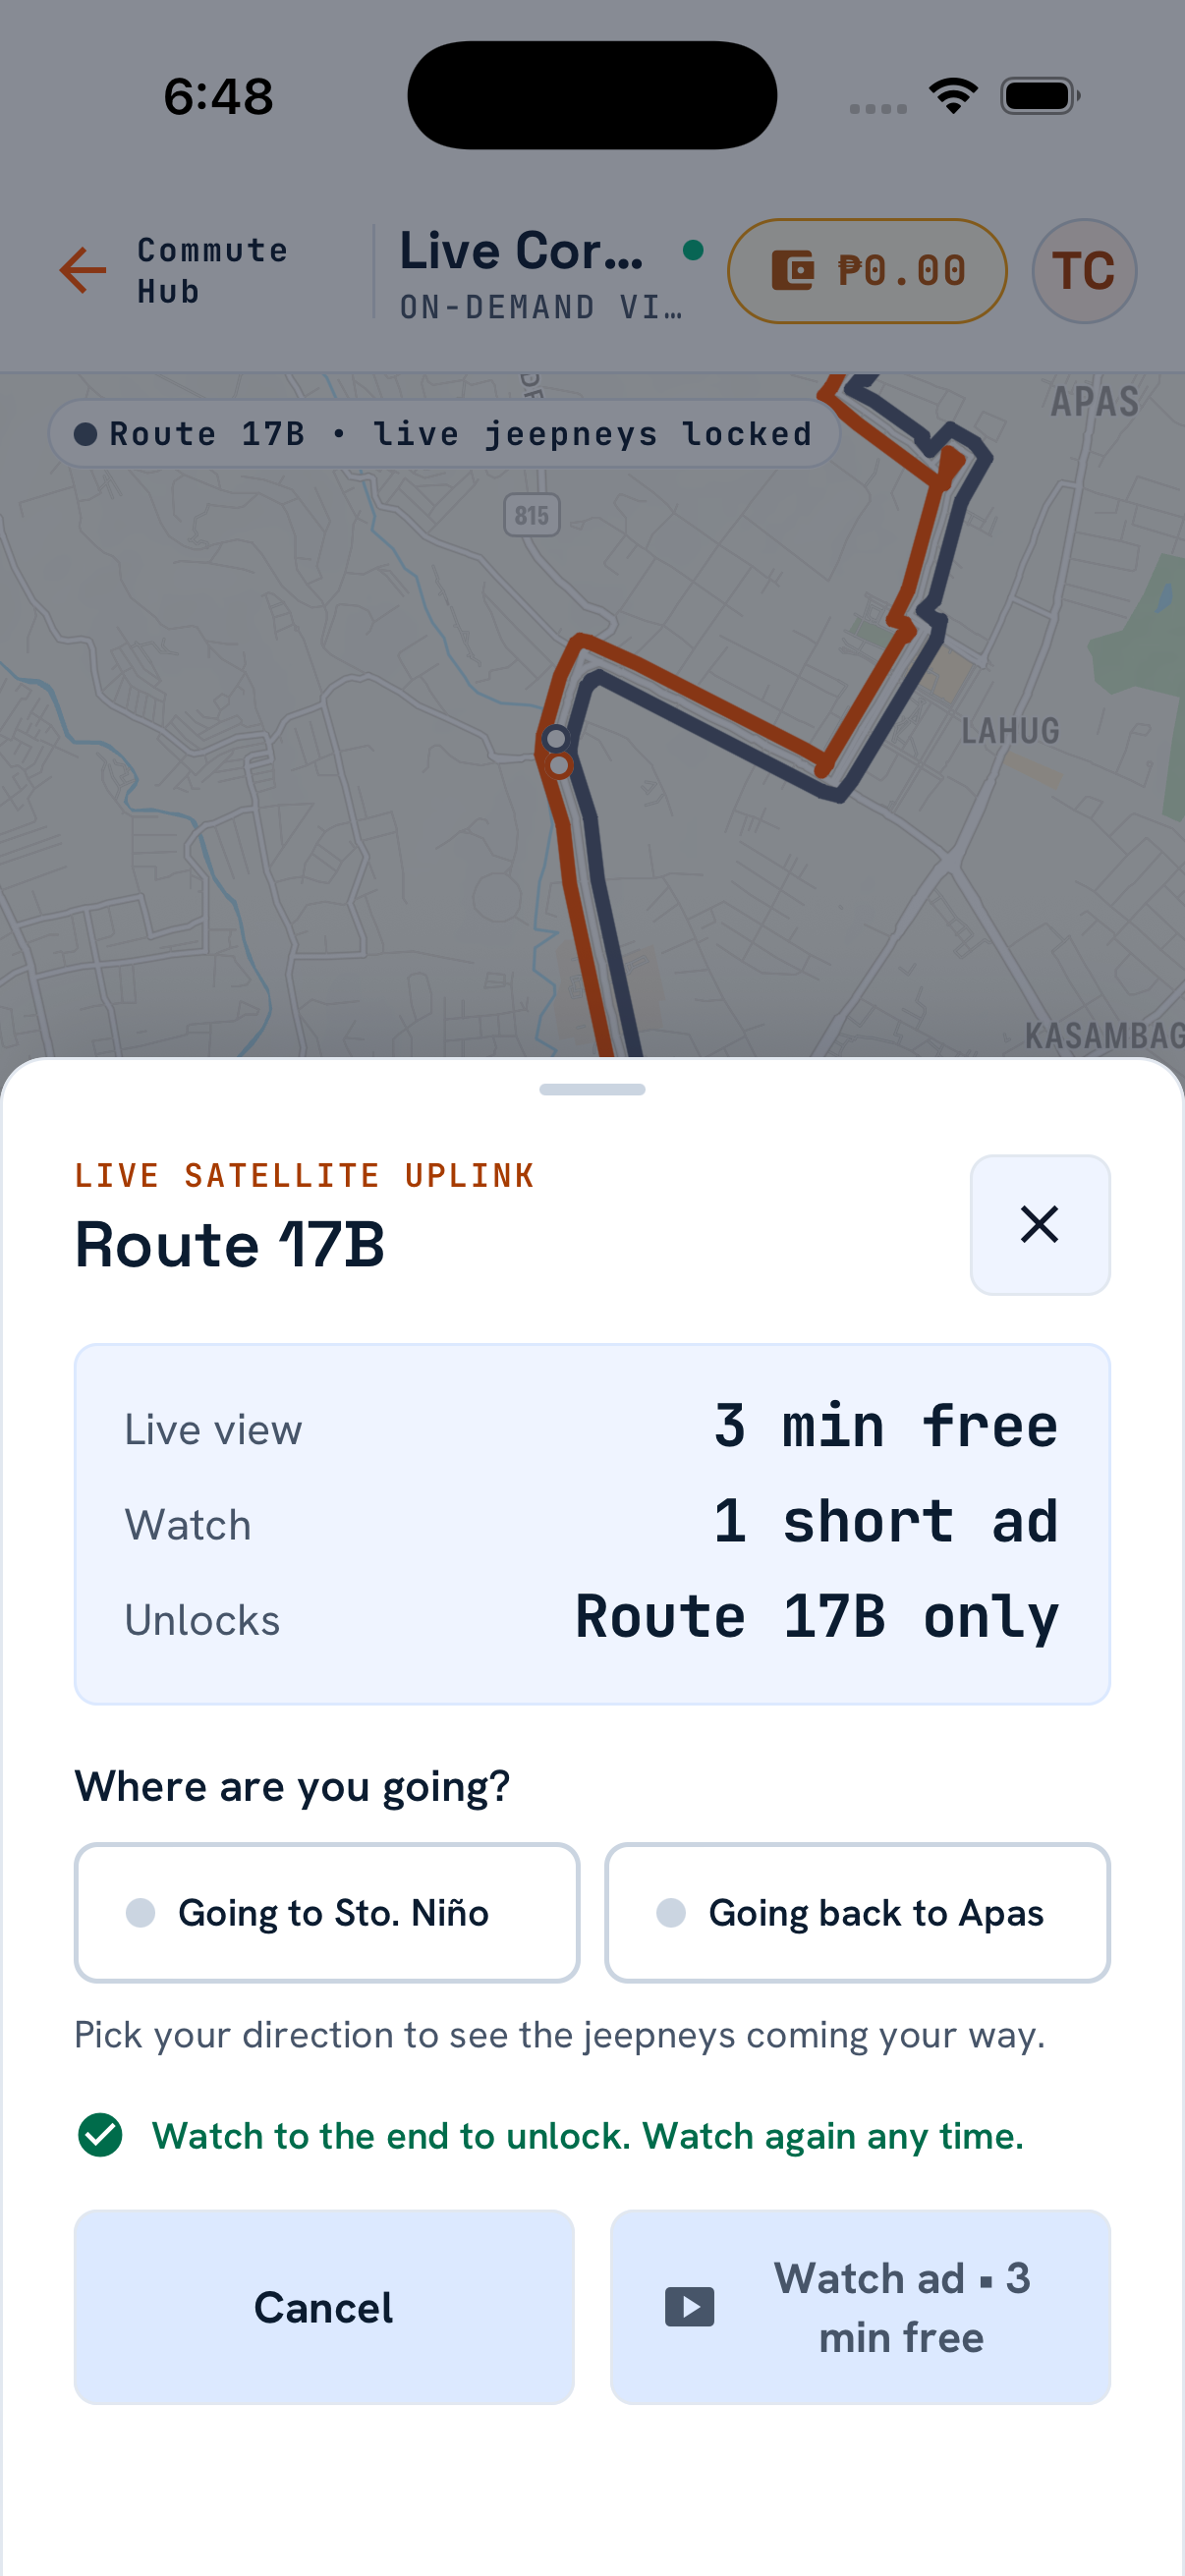 6:48
Commute
Hub
Live Cor...
ON-DEMAND VI...
₱0.00
TC
APAS
Route 17B • live jeepneys locked
815
LAHUG
KASAMBAG
LIVE SATELLITE UPLINK
Route 17B
Live view 3 min free
Watch 1 short ad
Unlocks Route 17B only
Where are you going?
Going to Sto. Niño
Going back to Apas
Pick your direction to see the jeepneys coming your way.
Watch to the end to unlock. Watch again any time.
Cancel
Watch ad ▪ 3
min free